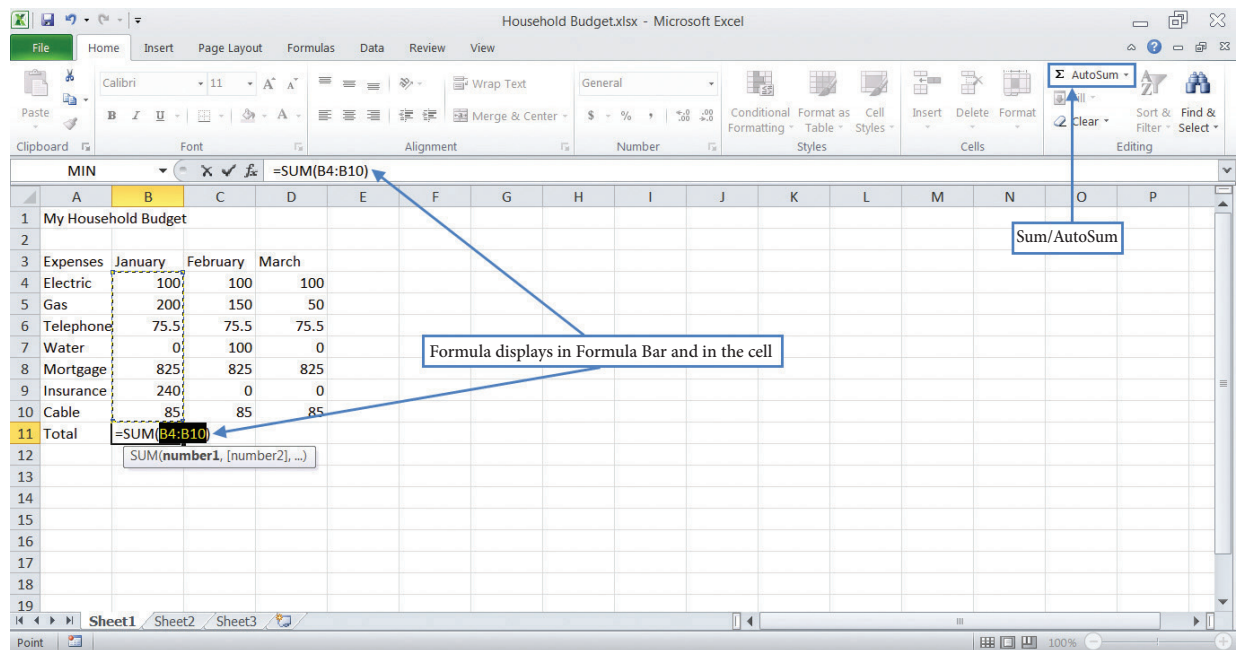 Household Budget.xlsx - Microsoft Excel
File Home Insert Page Layout Formulas Data Review View
Calibri 11 A A Wrap Text General Σ AutoSum
Paste B I U A Merge & Center $ % , Conditional Formatting Format as Table Cell Styles Insert Delete Format Fill Clear Sort & Filter Find & Select
Clipboard Font Alignment Number Styles Cells Editing
MIN fx =SUM(B4:B10)
A B C D E F G H I J K L M N O P
1 My Household Budget
Sum/AutoSum
2
3 Expenses January February March
4 Electric 100 100 100
5 Gas 200 150 50
6 Telephone 75.5 75.5 75.5
7 Water 0 100 0
Formula displays in Formula Bar and in the cell
8 Mortgage 825 825 825
9 Insurance 240 0 0
10 Cable 85 85 85
11 Total =SUM(B4:B10)
12 SUM(number1, [number2], ...)
13
14
15
16
17
18
19
Sheet1 Sheet2 Sheet3
Point 100%